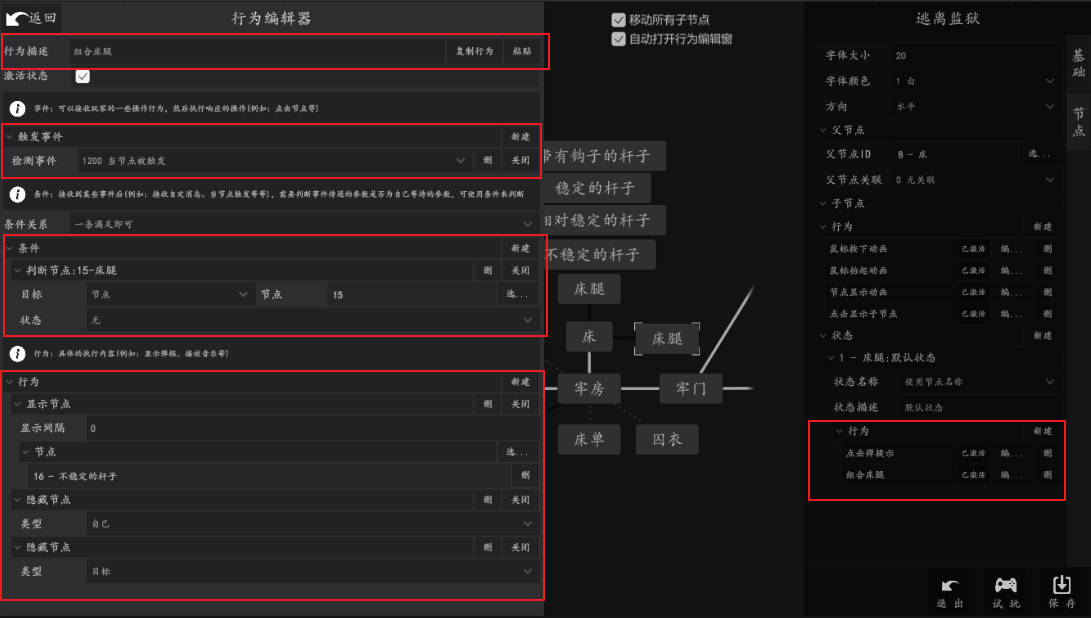 返回
行为编辑器
行为描述 组合床腿 复制行为 粘贴
激活状态
事件: 可以接收玩家的一些操作行为, 然后执行响应的操作(例如: 点击节点等)
触发事件 新建
检测事件 1200 当节点被触发 删 关闭
条件: 接收到某些事件后(例如: 接收自定消息, 当节点触发等等), 需要判断事件传递的参数是否为自己等待的参数, 可使用条件来判断
条件关系 一条满足即可
条件 新建
判断节点:15-床腿 删 关闭
目标 节点 节点 15 选...
状态 无
行为: 具体的执行内容(例如: 显示弹框, 播放音乐等)
行为 新建
显示节点 删 关闭
显示间隔 0
节点 选...
16 - 不稳定的杆子 删
隐藏节点 删 关闭
类型 自己
隐藏节点 删 关闭
类型 目标
移动所有子节点
自动打开行为编辑窗
带有钩子的杆子
稳定的杆子
相对稳定的杆子
不稳定的杆子
床腿
床 床腿
牢房 牢门
床单 囚衣
逃离监狱
字体大小 20
字体颜色 1 白
方向 水平
父节点
父节点ID 8 - 床 选...
父节点关联 0 无关联
子节点
行为 新建
鼠标按下动画 已激活 编... 删
鼠标抬起动画 已激活 编... 删
节点显示动画 已激活 编... 删
点击显示子节点 已激活 编... 删
状态 新建
1 - 床腿:默认状态
状态名称 使用节点名称
状态描述 默认状态
行为 新建
点击弹提示 已激活 编... 删
组合床腿 已激活 编... 删
基础
节点
退出 试玩 保存